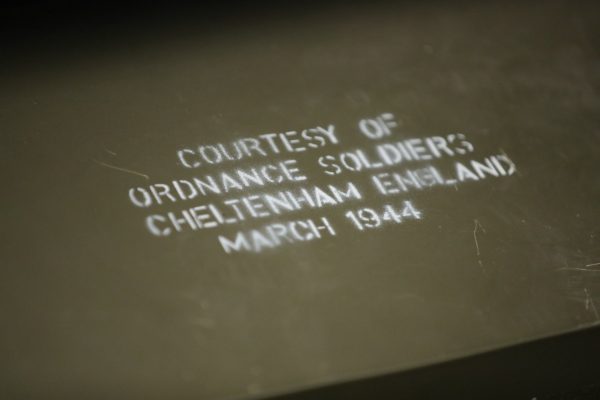 COURTESY OF
ORDNANCE SOLDIERS
CHELTENHAM ENGLAND
MARCH 1944